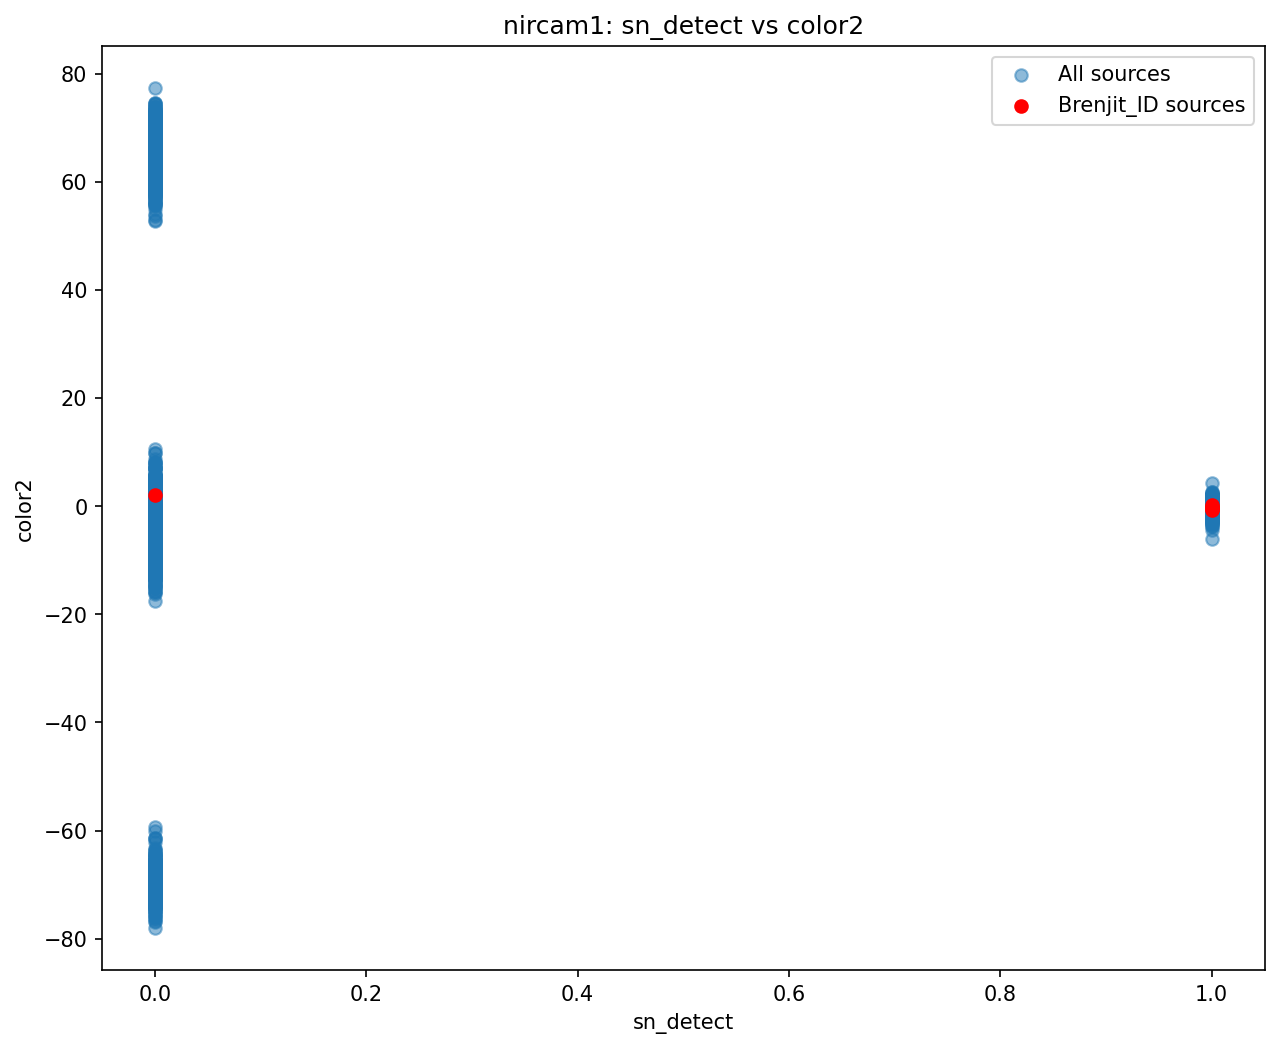 nircam1: sn_detect vs color2
All sources
Brenjit_ID sources
color2
80
60
40
20
0
−20
−40
−60
−80
0.0 0.2 0.4 0.6 0.8 1.0
sn_detect